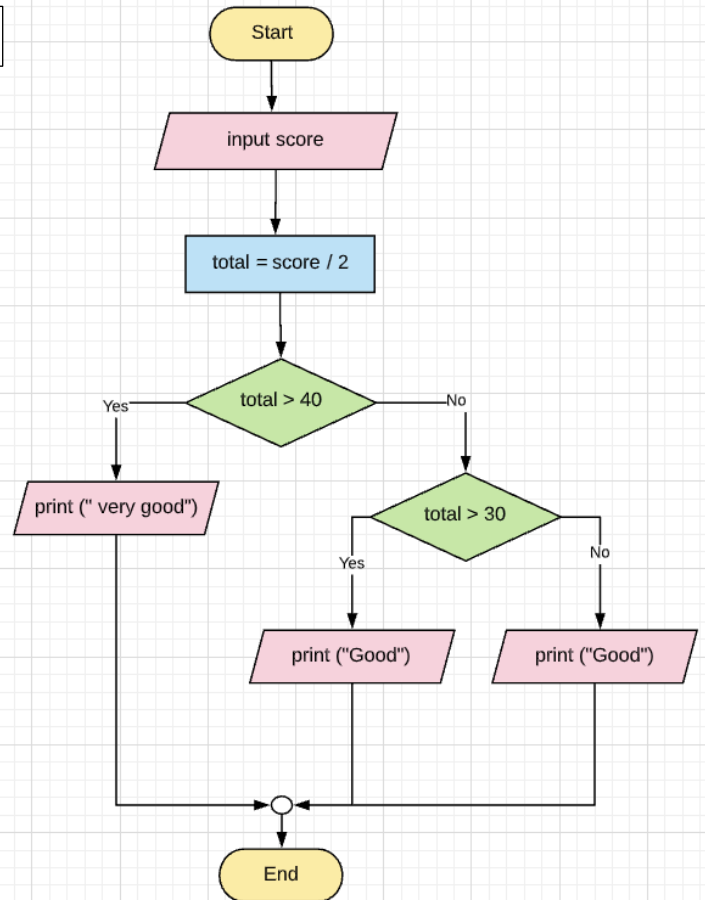 Start
input score
total = score / 2
total > 40
Yes
No
print (" very good")
total > 30
Yes
No
print ("Good")
print ("Good")
End